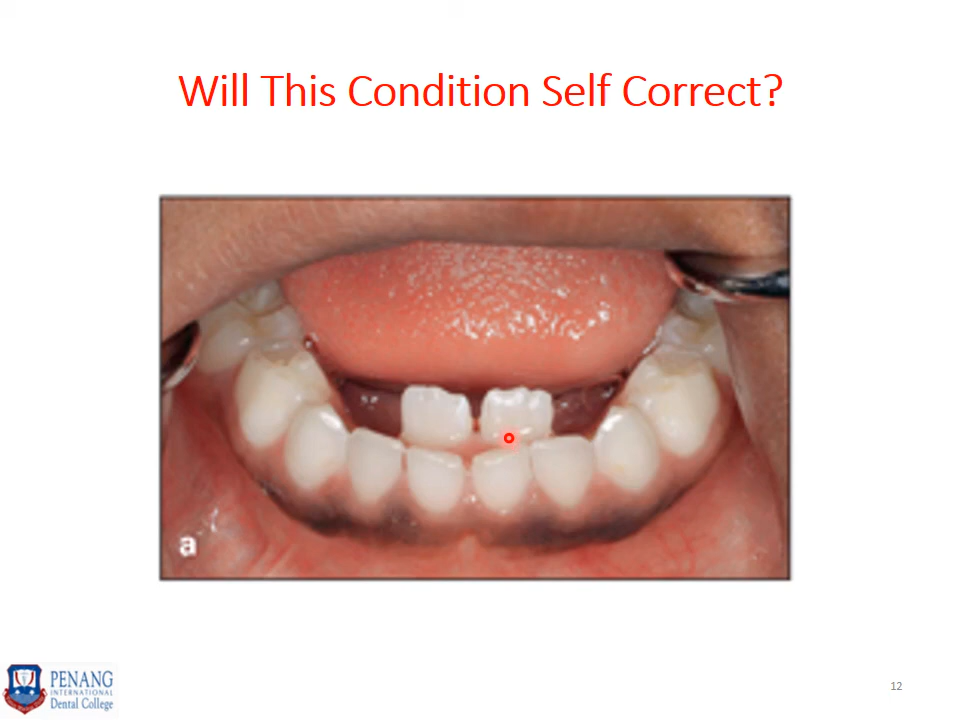 Will This Condition Self Correct?
a
PENANG
INTERNATIONAL
Dental College
12